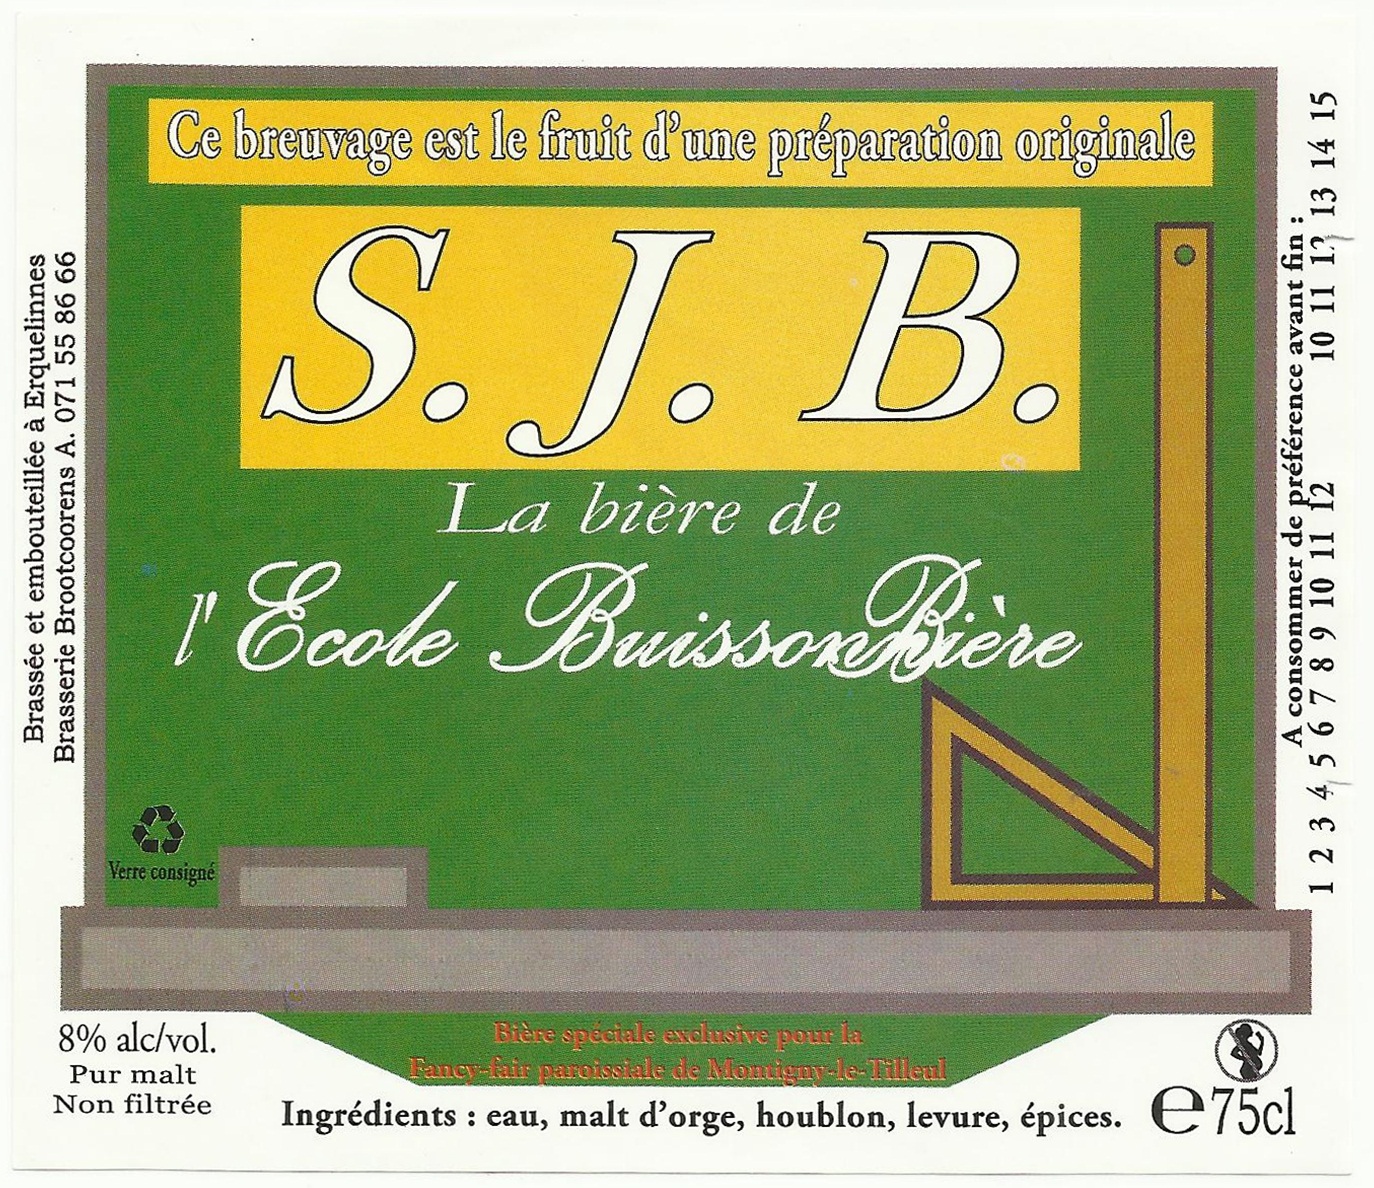 Ce breuvage est le fruit d'une préparation originale
S. J. B.
La bière de
l'Ecole BuissonnBière
Brassée et embouteillée à Erquelinnes
Brasserie Brootcoorens A. 071 55 86 66
A consommer de préférence avant fin :
1 2 3 4 5 6 7 8 9 10 11 12 10 11 12 13 14 15
Verre consigné
Bière spéciale exclusive pour la
Fancy-fair paroissiale de Montigny-le-Tilleul
8% alc/vol.
Pur malt
Non filtrée
Ingrédients : eau, malt d'orge, houblon, levure, épices.
e 75cl